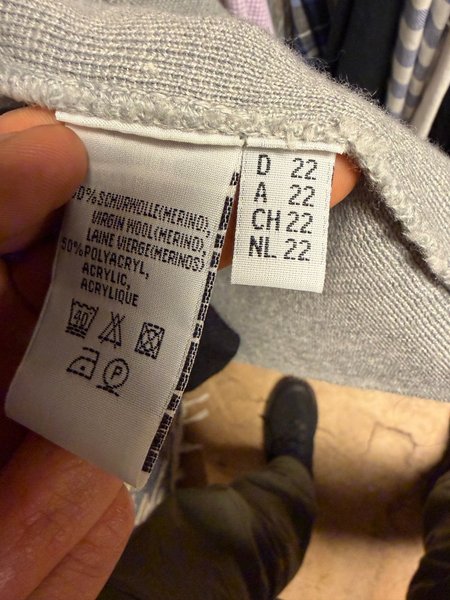 0%SCHURWOLLE(MERINO),
VIRGIN WOOL(MERINO),
LAINE VIERGE(MERINOS)
50%POLYACRYL,
ACRYLIC,
ACRYLIQUE
40
P
D 22
A 22
CH 22
NL 22